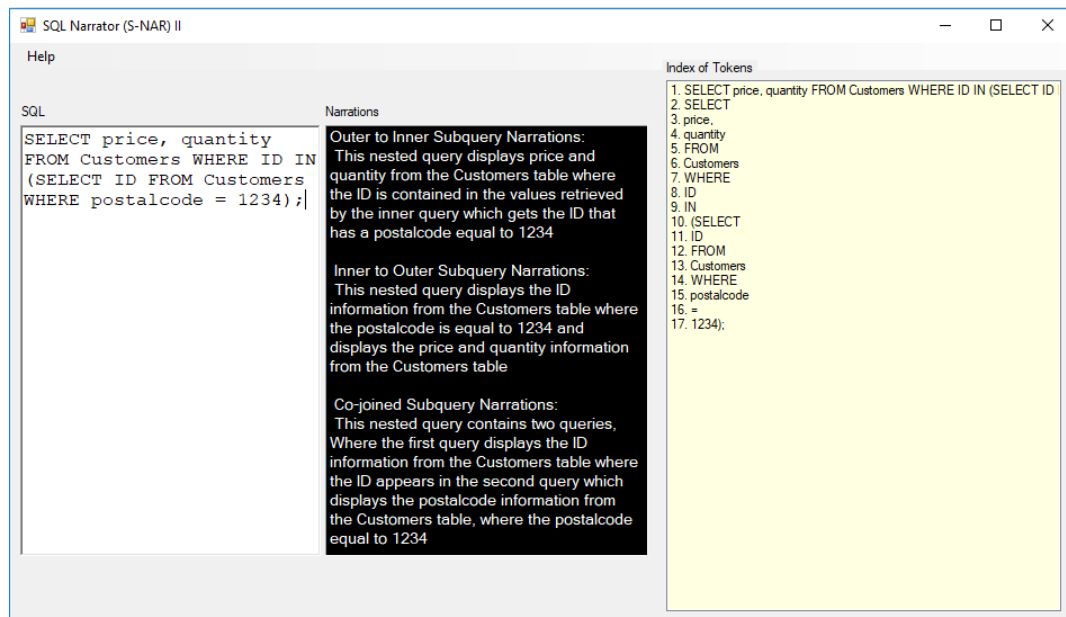 SQL Narrator (S-NAR) II
Help
SQL
SELECT price, quantity
FROM Customers WHERE ID IN
(SELECT ID FROM Customers
WHERE postalcode = 1234);
Narrations
Outer to Inner Subquery Narrations:
This nested query displays price and
quantity from the Customers table where
the ID is contained in the values retrieved
by the inner query which gets the ID that
has a postalcode equal to 1234
Inner to Outer Subquery Narrations:
This nested query displays the ID
information from the Customers table where
the postalcode is equal to 1234 and
displays the price and quantity information
from the Customers table
Co-joined Subquery Narrations:
This nested query contains two queries,
Where the first query displays the ID
information from the Customers table where
the ID appears in the second query which
displays the postalcode information from
the Customers table, where the postalcode
equal to 1234
Index of Tokens
1. SELECT price, quantity FROM Customers WHERE ID IN (SELECT ID
2. SELECT
3. price,
4. quantity
5. FROM
6. Customers
7. WHERE
8. ID
9. IN
10. (SELECT
11. ID
12. FROM
13. Customers
14. WHERE
15. postalcode
16. =
17. 1234);